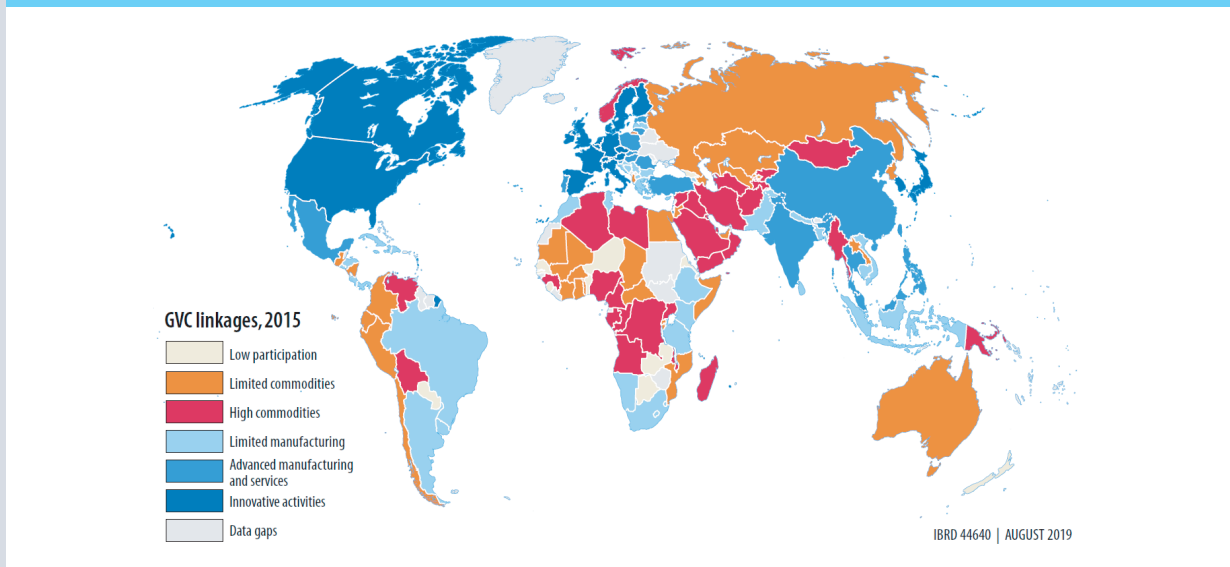 GVC linkages, 2015
Low participation
Limited commodities
High commodities
Limited manufacturing
Advanced manufacturing
and services
Innovative activities
Data gaps
IBRD 44640 | AUGUST 2019